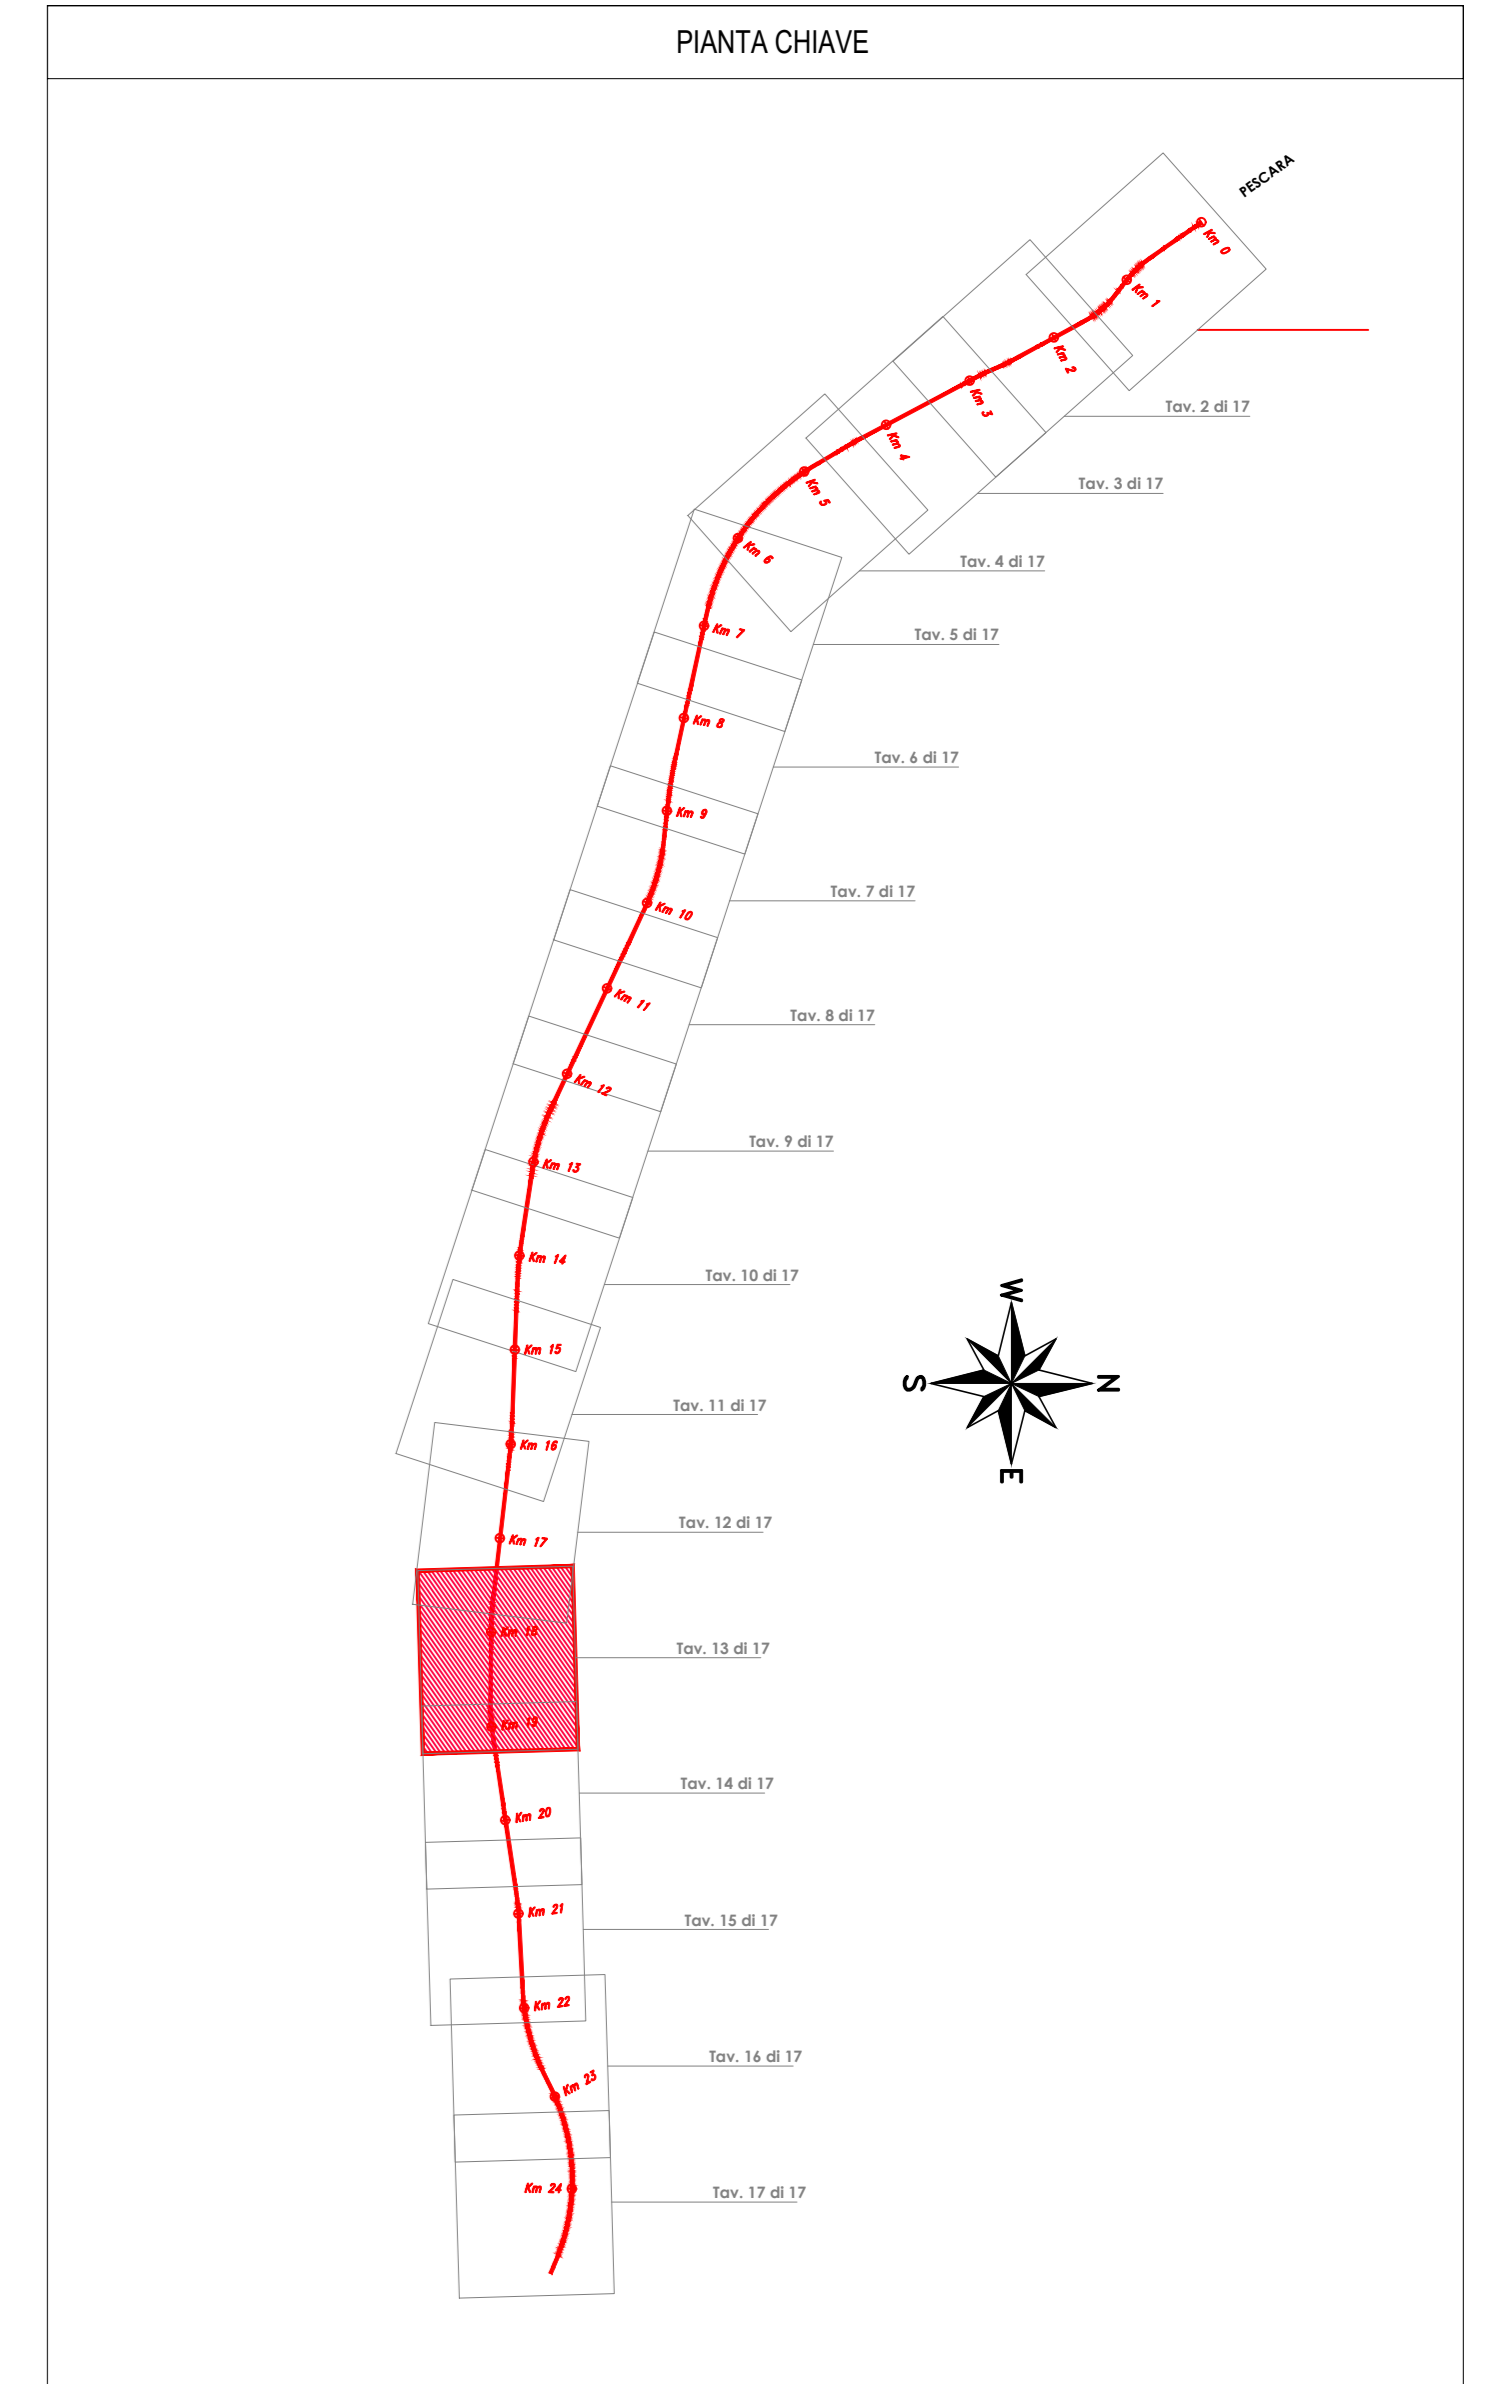 PIANTA CHIAVE
PESCARA
Km 0
Km 1
Km 2
Tav. 2 di 17
Km 3
Km 4
Tav. 3 di 17
Km 5
Km 6
Tav. 4 di 17
Km 7
Tav. 5 di 17
Km 8
Tav. 6 di 17
Km 9
Tav. 7 di 17
Km 10
Km 11
Tav. 8 di 17
Km 12
Tav. 9 di 17
Km 13
Km 14
Tav. 10 di 17
W
Km 15
S
N
Tav. 11 di 17
Km 16
E
Tav. 12 di 17
Km 17
Km 18
Tav. 13 di 17
Km 19
Tav. 14 di 17
Km 20
Km 21
Tav. 15 di 17
Km 22
Tav. 16 di 17
Km 23
Km 24
Tav. 17 di 17